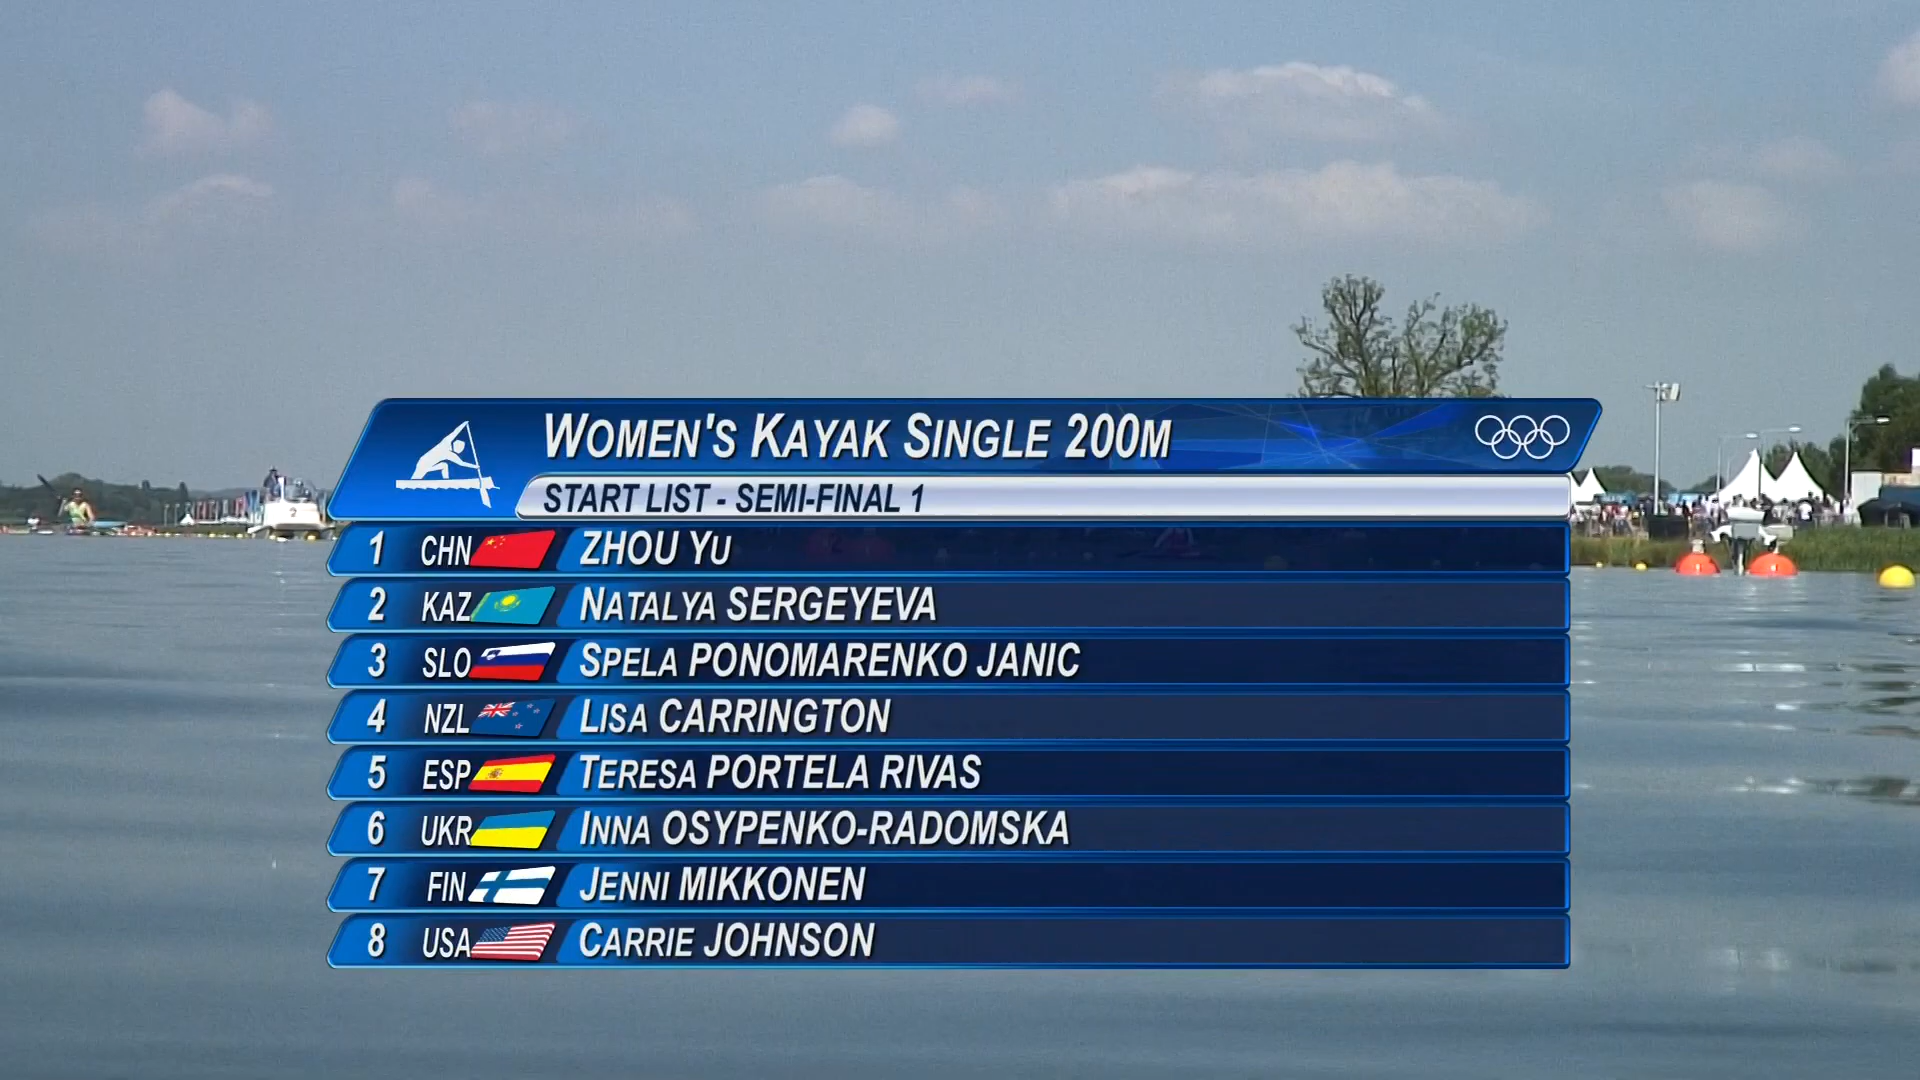 WOMEN'S KAYAK SINGLE 200M
START LIST - SEMI-FINAL 1
1 CHN ZHOU YU
2 KAZ NATALYA SERGEYEVA
3 SLO SPELA PONOMARENKO JANIC
4 NZL LISA CARRINGTON
5 ESP TERESA PORTELA RIVAS
6 UKR INNA OSYPENKO-RADOMSKA
7 FIN JENNI MIKKONEN
8 USA CARRIE JOHNSON
2